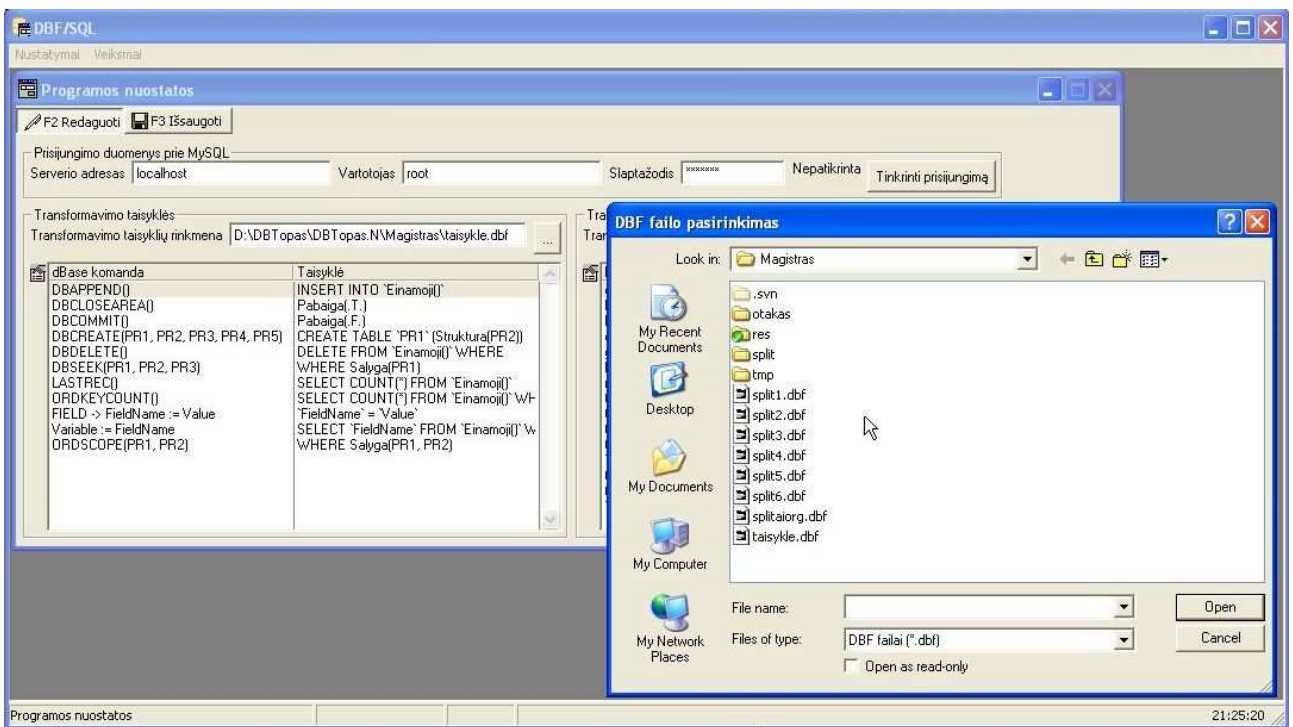 DBF/SQL
Nustatymai Veiksmai
Programos nuostatos
F2 Redaguoti F3 Išsaugoti
Prisijungimo duomenys prie MySQL
Serverio adresas localhost Vartotojas root Slaptažodis ******* Nepatikrinta Tinkrinti prisijungimą
Transformavimo taisyklės
Transformavimo taisyklių rinkmena D:\DBTopas\DBTopas.N\Magistras\taisykle.dbf ...
dBase komanda Taisyklė
DBAPPEND() INSERT INTO `Einamoji()`
DBCLOSEAREA() Pabaiga(.T.)
DBCOMMIT() Pabaiga(.F.)
DBCREATE(PR1, PR2, PR3, PR4, PR5) CREATE TABLE `PR1` (Struktura(PR2))
DBDELETE() DELETE FROM `Einamoji()` WHERE
DBSEEK(PR1, PR2, PR3) WHERE Salyga(PR1)
LASTREC() SELECT COUNT(*) FROM `Einamoji()`
ORDKEYCOUNT() SELECT COUNT(*) FROM `Einamoji()` WH
FIELD -> FieldName := Value `FieldName` = `Value`
Variable := FieldName SELECT `FieldName` FROM `Einamoji()` W
ORDSCOPE(PR1, PR2) WHERE Salyga(PR1, PR2)
Tra
Tran
DBF failo pasirinkimas
Look in: Magistras
My Recent Documents
Desktop
My Documents
My Computer
My Network Places
.svn
otakas
res
split
tmp
split1.dbf
split2.dbf
split3.dbf
split4.dbf
split5.dbf
split6.dbf
splitaiorg.dbf
taisykle.dbf
File name: Open
Files of type: DBF failai (*.dbf) Cancel
Open as read-only
Programos nuostatos 21:25:20